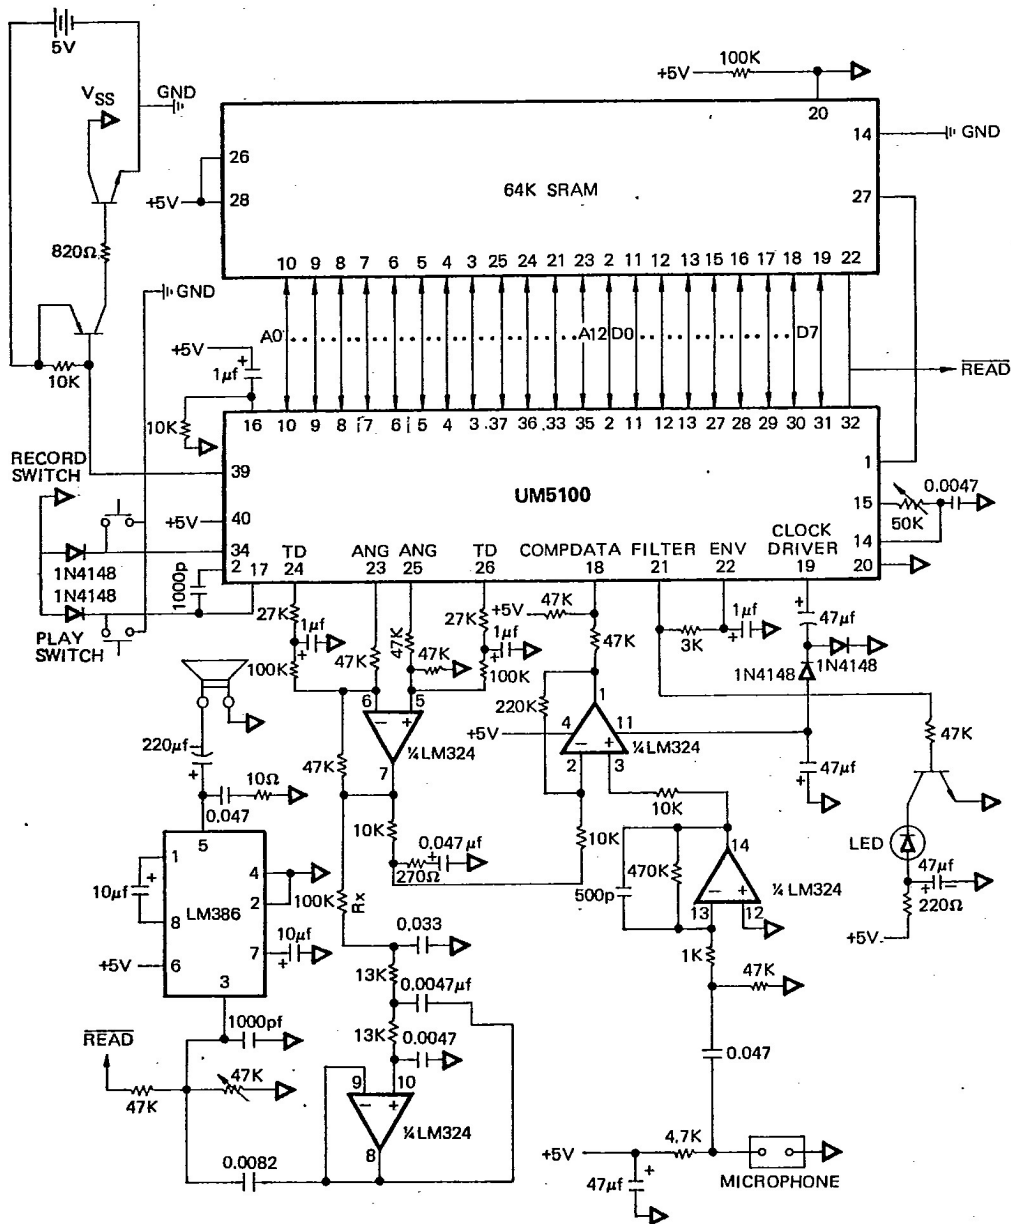 5V
100K
+5V
VSS
GND
20
14
GND
26
28
+5V
64K SRAM
27
820Ω
10 9 8 7 6 5 4 3 25 24 21 23 2 11 12 13 15 16 17 18 19 22
GND
A0 A12 D0 D7
+5V
1μf
READ
10K
10K
16 10 9 8 7 6 5 4 3 37 36 33 35 2 11 12 13 27 28 29 30 31 32
RECORD
SWITCH
39
1
UM5100
15
0.0047
50K
+5V
40
14
34
CLOCK
DRIVER
TD ANG ANG TD COMPDATA FILTER ENV
2 17 24 23 25 26 18 21 22 19 20
1N4148
1N4148
1000p
PLAY
SWITCH
27K
1μf
100K
47K
47K
47K
27K
1μf
100K
+5V
47K
47K
3K
1μf
47μf
1N4148
1N4148
6 5
220K
1
+5V
4
11
¼LM324
2 3
47K
220μf
¼LM324
7
47K
47μf
10Ω
0.047
10K
0.047μf
270Ω
10K
10K
LED
5
1
10μf
8
LM386
4
2
7
100K
Rx
10μf
+5V
6
3
14
470K
500p
¼LM324
13 12
47μf
220Ω
+5V
0.033
1K
13K
0.0047μf
47K
1000pf
READ
13K
0.0047
0.047
47K
47K
9 10
¼LM324
8
0.0082
+5V
4.7K
47μf
MICROPHONE